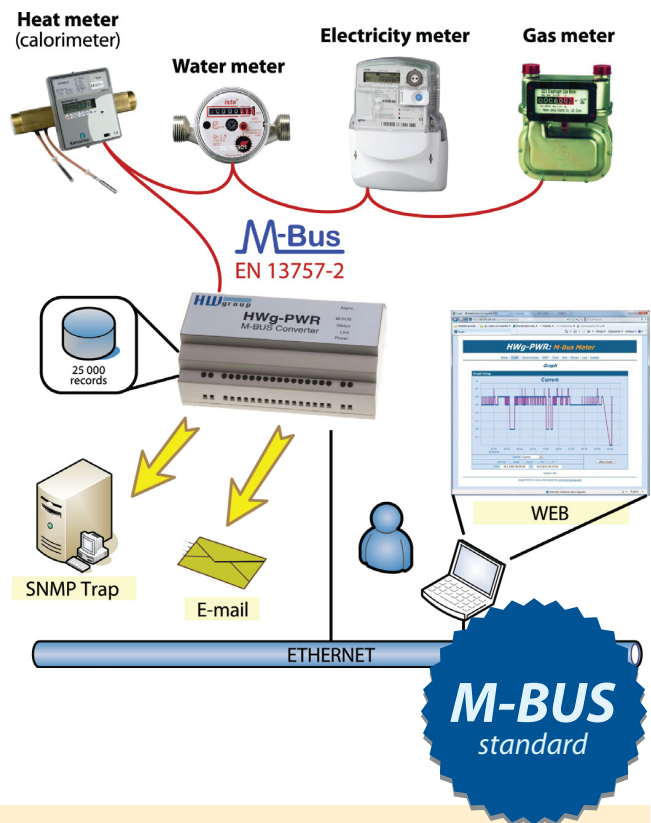 Heat meter
(calorimeter)
Water meter
Electricity meter
Gas meter
ista
M-Bus
EN 13757-2
HWgroup
HWg-PWR
M-BUS Converter
Alarm
M-BUS
Status
Link
Power
25 000
records
HWg-PWR: M-Bus Meter
Graph
Current
WEB
SNMP Trap
E-mail
ETHERNET
M-BUS
standard